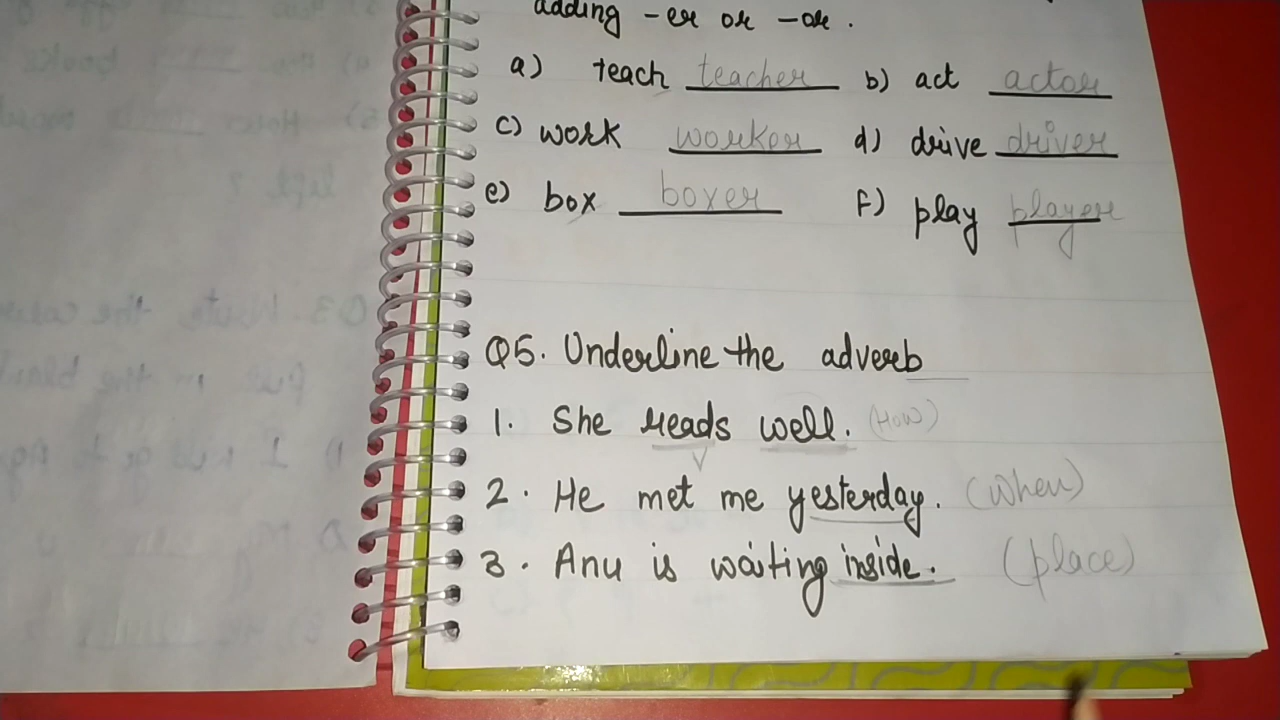 adding -er or -or.
a) teach teacher b) act actor
c) work worker d) drive driver
e) box boxer f) play player
Q5. Underline the adverb
1. She reads well. (How)
v
2. He met me yesterday. (when)
3. Anu is waiting inside. (place)